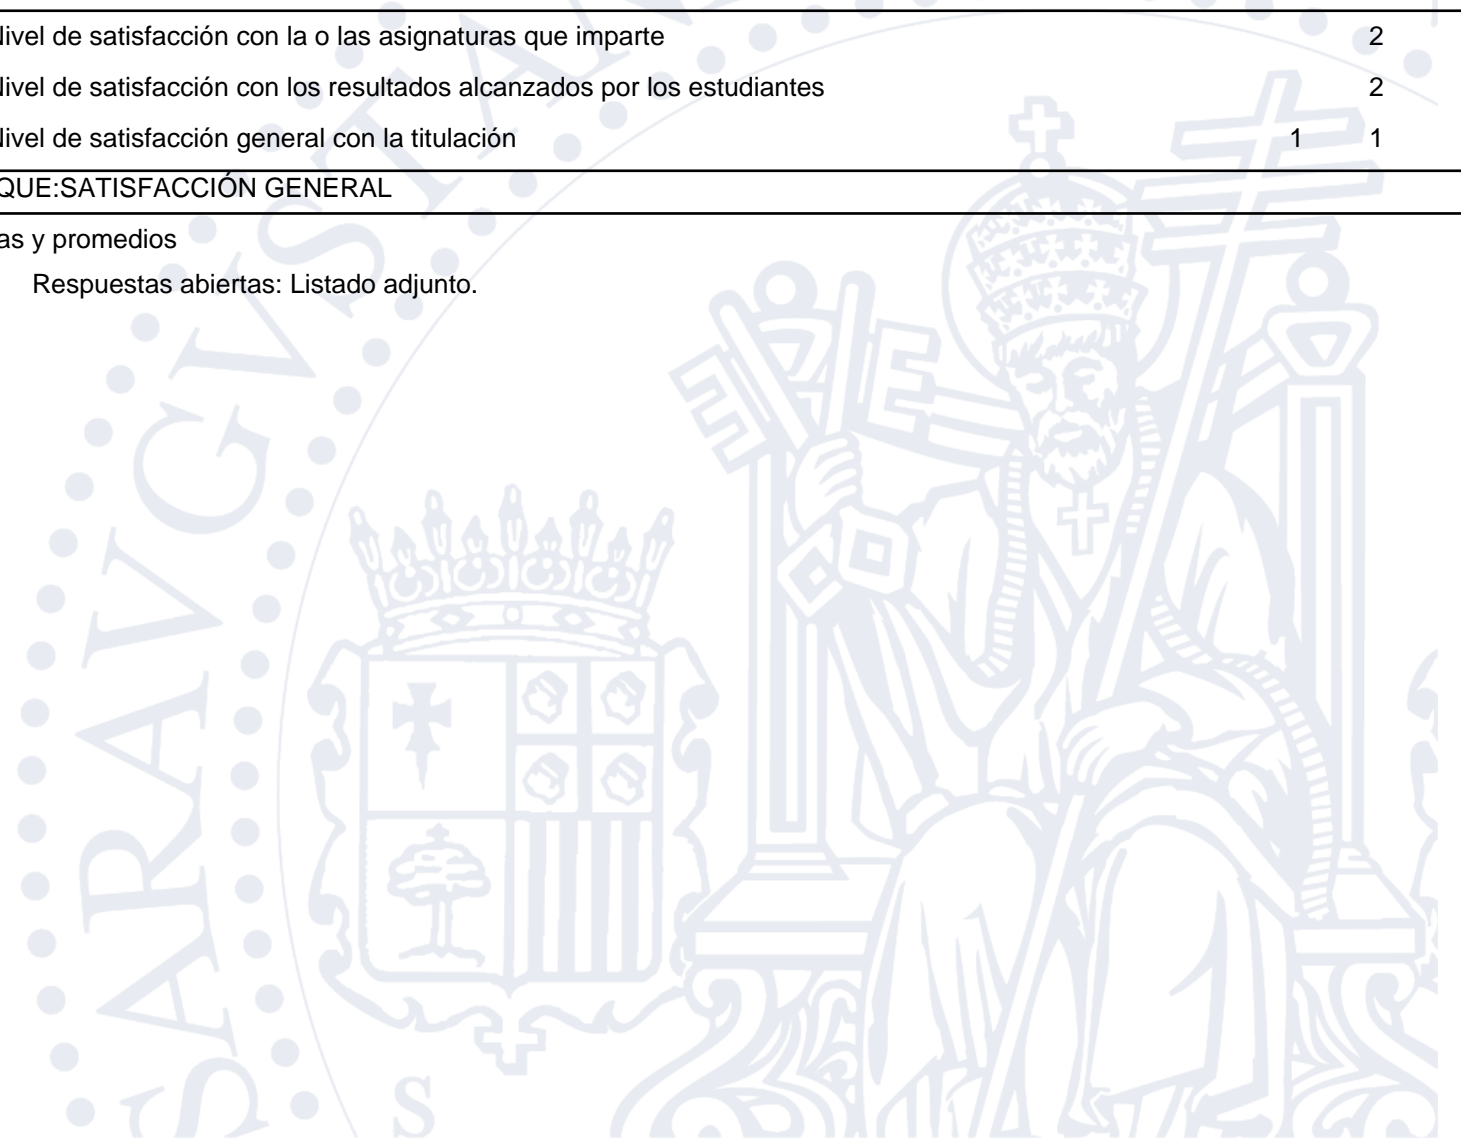 Nivel de satisfacción con la o las asignaturas que imparte 2
Nivel de satisfacción con los resultados alcanzados por los estudiantes 2
Nivel de satisfacción general con la titulación 1 1
QUE:SATISFACCIÓN GENERAL
as y promedios
Respuestas abiertas: Listado adjunto.
SARAVGVSTAN
S